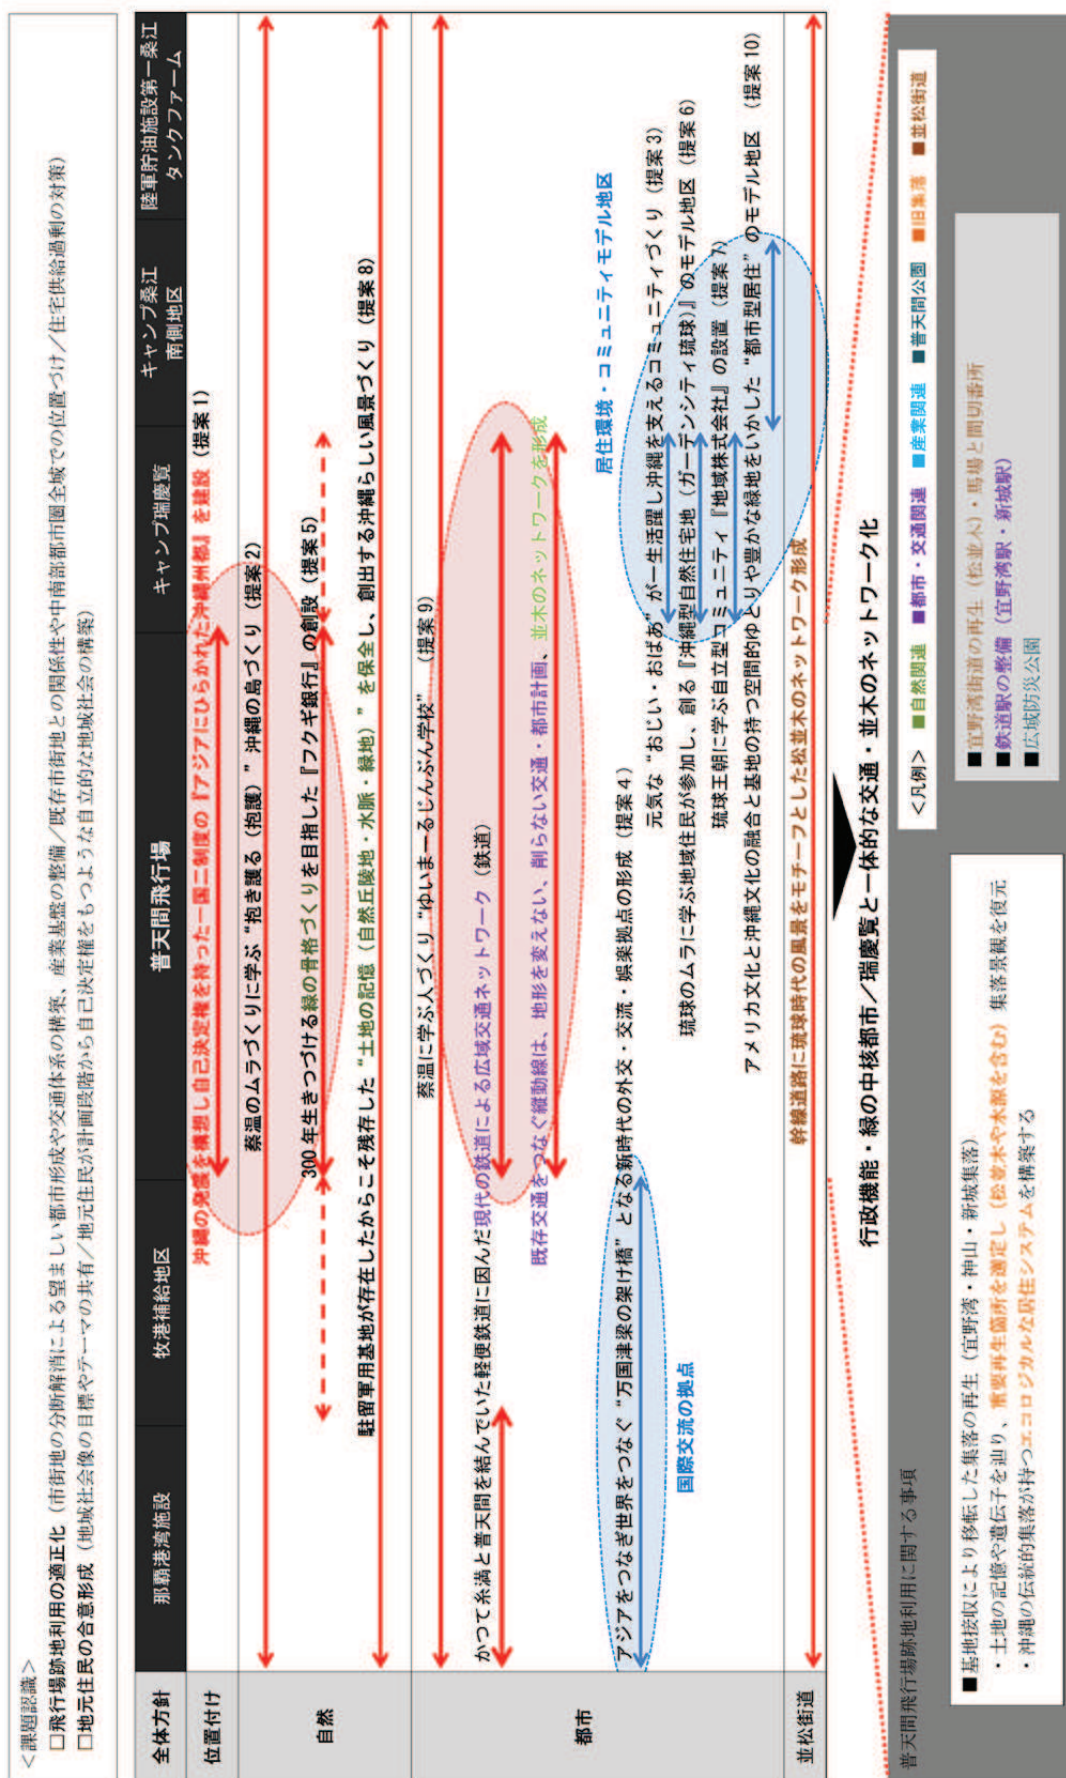 ＜課題認識＞
□飛行場跡地利用の適正化（市街地の分断解消による望ましい都市形成や交通体系の構築、産業基盤の整備／既存市街地との関係性や中南部都市圏全域での位置づけ／住宅供給過剰の対策）
□地元住民の合意形成（地域社会像の目標やテーマの共有／地元住民が計画段階から自己決定権をもつような自立的な地域社会の構築）
全体方針
那覇港湾施設
牧港補給地区
普天間飛行場
キャンプ瑞慶覧
キャンプ桑江
南側地区
陸軍貯油施設第一桑江
タンクファーム
位置付け
沖縄の発展を構想し自己決定権を持った一国二制度の『アジアにひらかれた沖縄州都』を建設（提案1）
自然
蔡温のムラづくりに学ぶ“抱き護る（抱護）”沖縄の島づくり（提案2）
300年生きつづける緑の骨格づくりを目指した『フクギ銀行』の創設（提案5）
駐留軍用基地が存在したからこそ残存した“土地の記憶（自然丘陵地・水脈・緑地）”を保全し、創出する沖縄らしい風景づくり（提案8）
都市
蔡温に学ぶ人づくり“ゆいまーるじんぶん学校”（提案9）
かつて糸満と普天間を結んでいた軽便鉄道に因んだ現代の鉄道による広域交通ネットワーク（鉄道）
既存交通をつなぐ縦動線は、地形を変えない、削らない交通・都市計画、並木のネットワークを形成
アジアをつなぎ世界をつなぐ“万国津梁の架け橋”となる新時代の外交・交流・娯楽拠点の形成（提案4）
国際交流の拠点
居住環境・コミュニティモデル地区
元気な“おじい・おばあ”が一生活躍し沖縄を支えるコミュニティづくり（提案3）
琉球のムラに学ぶ地域住民が参加し、創る『沖縄型自然住宅地（ガーデンシティ琉球）』のモデル地区（提案6）
琉球王朝に学ぶ自立型コミュニティ『地域株式会社』の設置（提案7）
アメリカ文化と沖縄文化の融合と基地の持つ空間的ゆとりや豊かな緑地をいかした“都市型居住”のモデル地区（提案10）
並松街道
幹線道路に琉球時代の風景をモチーフとした松並木のネットワーク形成
行政機能・緑の中核都市／瑞慶覧と一体的な交通・並木のネットワーク化
普天間飛行場跡地利用に関する事項
＜凡例＞ ■自然関連 ■都市・交通関連 ■産業関連 ■普天間公園 ■旧集落 ■並松街道
■基地接収により移転した集落の再生（宜野湾・神山・新城集落）
・土地の記憶や遺伝子を辿り、重要再生箇所を選定し（松並木や水源を含む）集落景観を復元
・沖縄の伝統的集落が持つエコロジカルな居住システムを構築する
■宜野湾街道の再生（松並木）・馬場と間切番所
■鉄道駅の整備（宜野湾駅・新城駅）
■広域防災公園